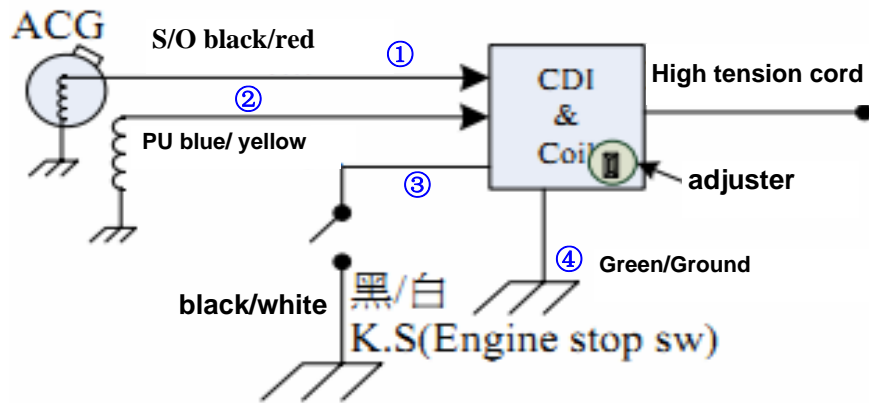 ACG
S/O black/red
①
②
PU blue/ yellow
③
CDI
&
Coil
High tension cord
adjuster
④
Green/Ground
black/white
黑/白
K.S(Engine stop sw)